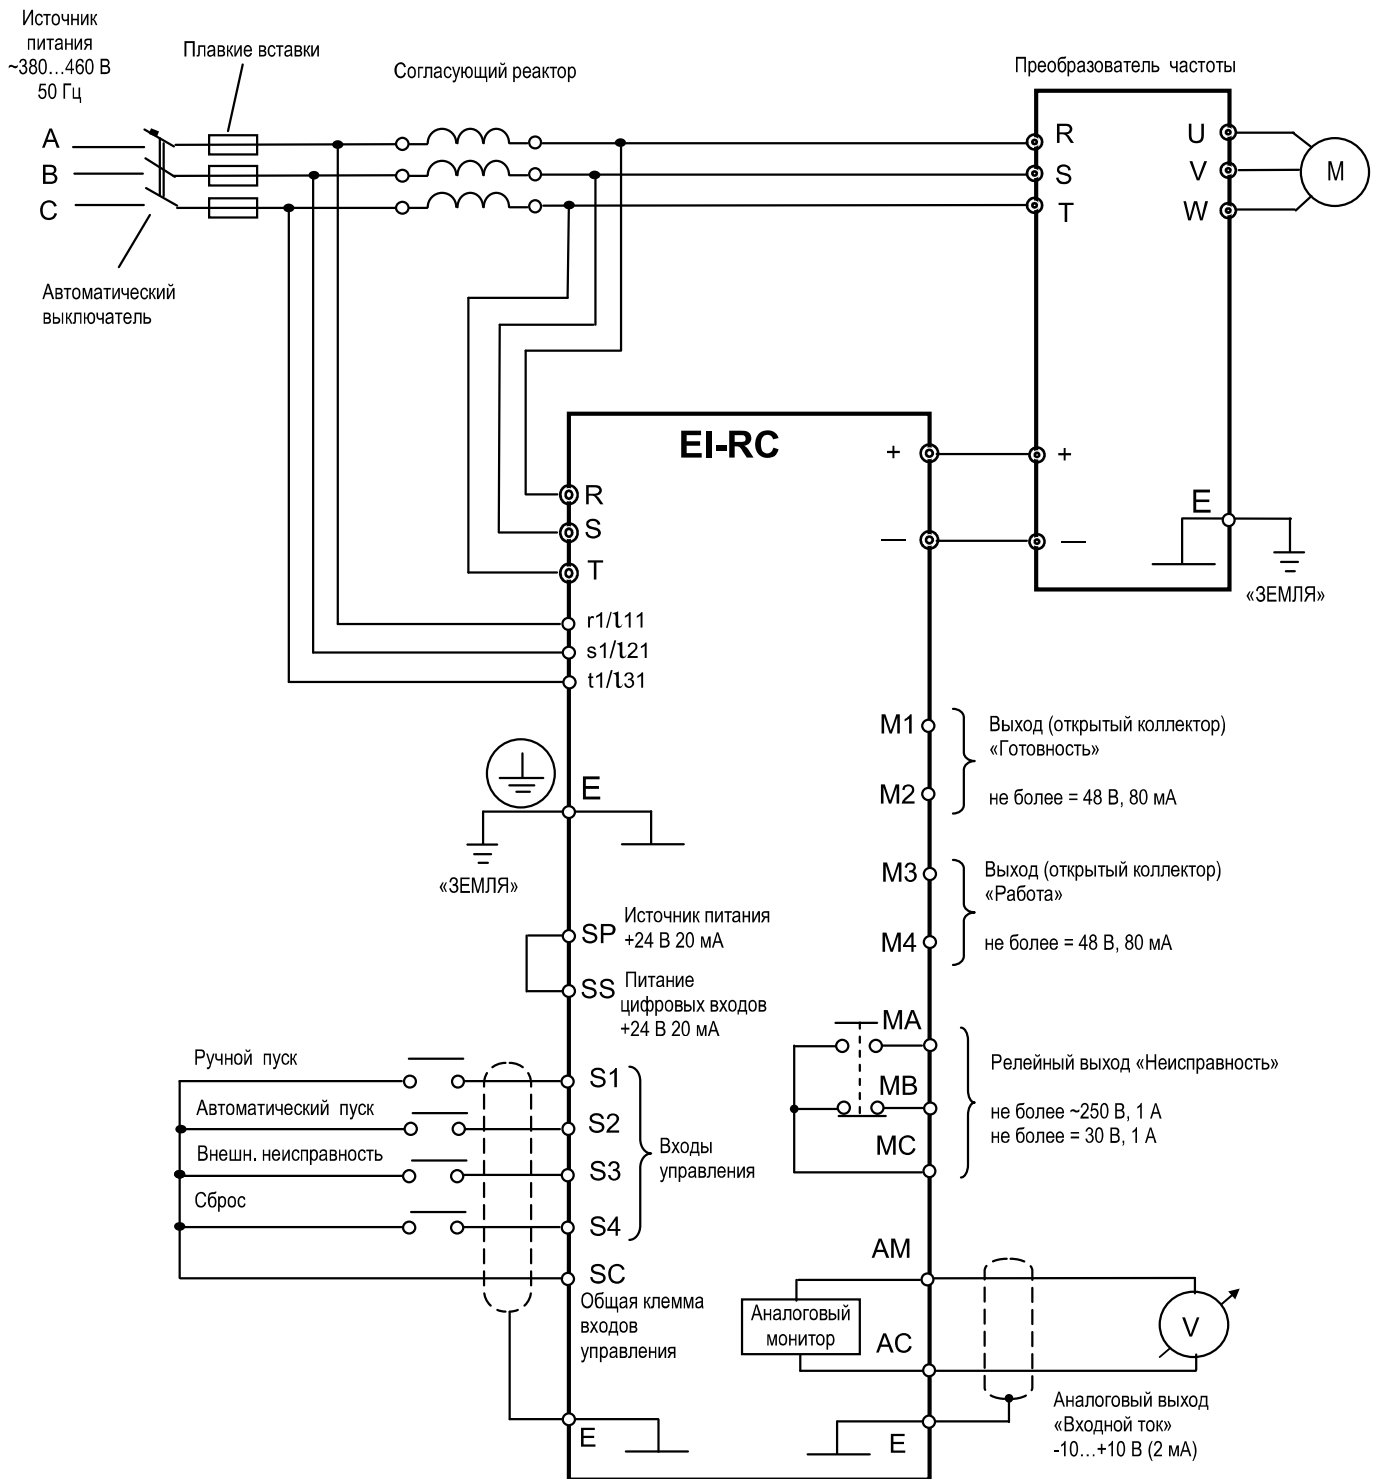 Источник
питания
~380...460 В
50 Гц
Плавкие вставки
Согласующий реактор
Преобразователь частоты
A
B
C
Автоматический
выключатель
R
S
T
U
V
W
M
EI-RC
+
—
+
—
E
«ЗЕМЛЯ»
R
S
T
r1/ℓ11
s1/ℓ21
t1/ℓ31
E
«ЗЕМЛЯ»
M1
M2
Выход (открытый коллектор)
«Готовность»
не более = 48 В, 80 мА
M3
M4
Выход (открытый коллектор)
«Работа»
не более = 48 В, 80 мА
SP
Источник питания
+24 В 20 мА
SS
Питание
цифровых входов
+24 В 20 мА
MA
MB
MC
Релейный выход «Неисправность»
не более ~250 В, 1 А
не более = 30 В, 1 А
Ручной пуск
Автоматический пуск
Внешн. неисправность
Сброс
S1
S2
S3
S4
Входы
управления
SC
Общая клемма
входов
управления
E
AM
Аналоговый
монитор
AC
E
V
Аналоговый выход
«Входной ток»
-10...+10 В (2 мА)